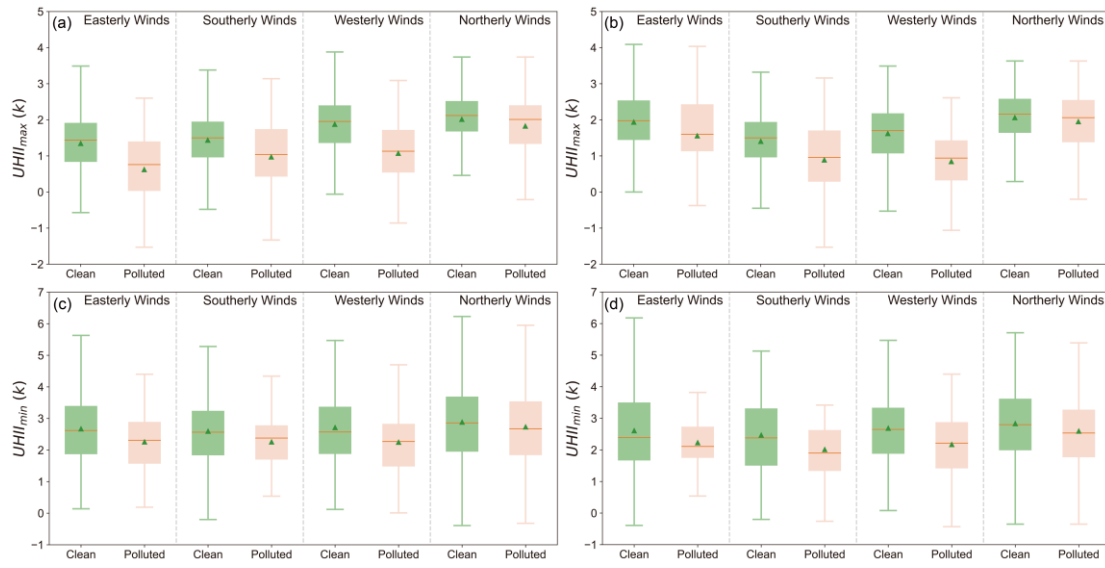 (a) Easterly Winds Southerly Winds Westerly Winds Northerly Winds
5
4
3
2
1
0
−1
−2
UHII_max (k)
Clean Polluted Clean Polluted Clean Polluted Clean Polluted
(b) Easterly Winds Southerly Winds Westerly Winds Northerly Winds
5
4
3
2
1
0
−1
−2
UHII_max (k)
Clean Polluted Clean Polluted Clean Polluted Clean Polluted
(c) Easterly Winds Southerly Winds Westerly Winds Northerly Winds
7
6
5
4
3
2
1
0
−1
UHII_min (k)
Clean Polluted Clean Polluted Clean Polluted Clean Polluted
(d) Easterly Winds Southerly Winds Westerly Winds Northerly Winds
7
6
5
4
3
2
1
0
−1
UHII_min (k)
Clean Polluted Clean Polluted Clean Polluted Clean Polluted